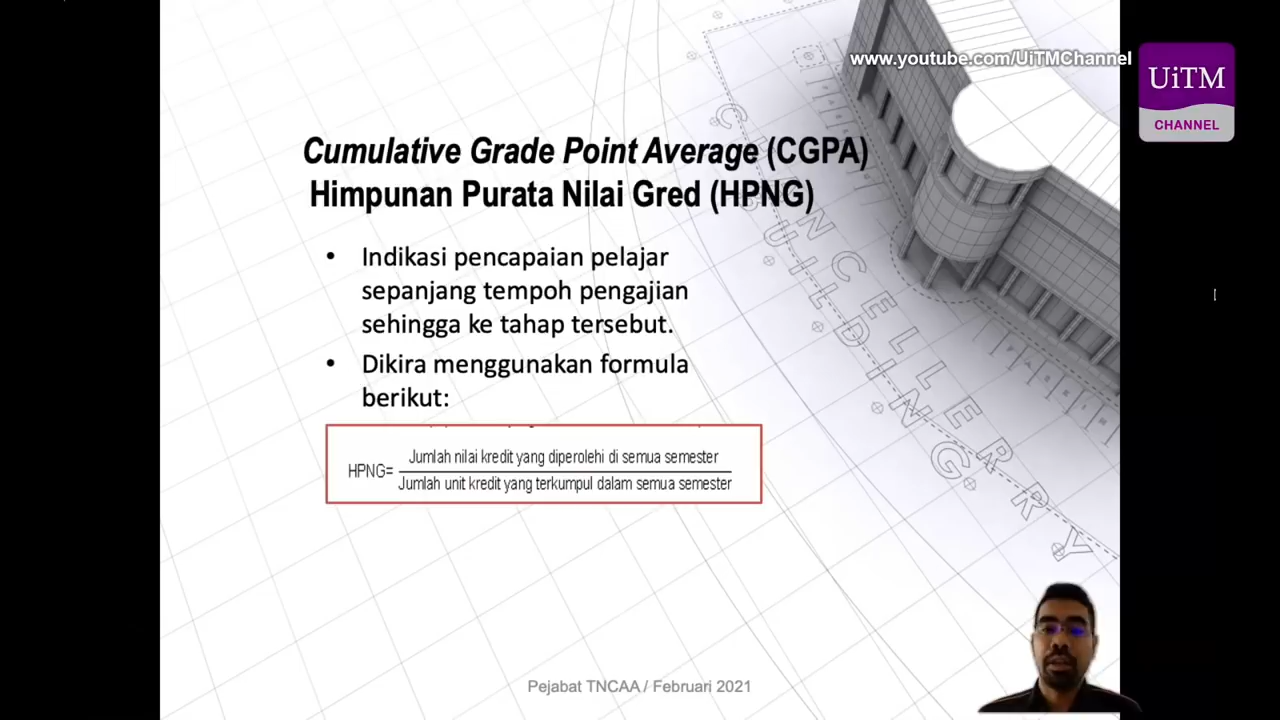 www.youtube.com/UiTMChannel
UiTM
CHANNEL
Cumulative Grade Point Average (CGPA)
Himpunan Purata Nilai Gred (HPNG)
• Indikasi pencapaian pelajar
sepanjang tempoh pengajian
sehingga ke tahap tersebut.
• Dikira menggunakan formula
berikut:
Jumlah nilai kredit yang diperolehi di semua semester
HPNG=
Jumlah unit kredit yang terkumpul dalam semua semester
CHANCELLERRY
BUILDING
Pejabat TNCAA / Februari 2021